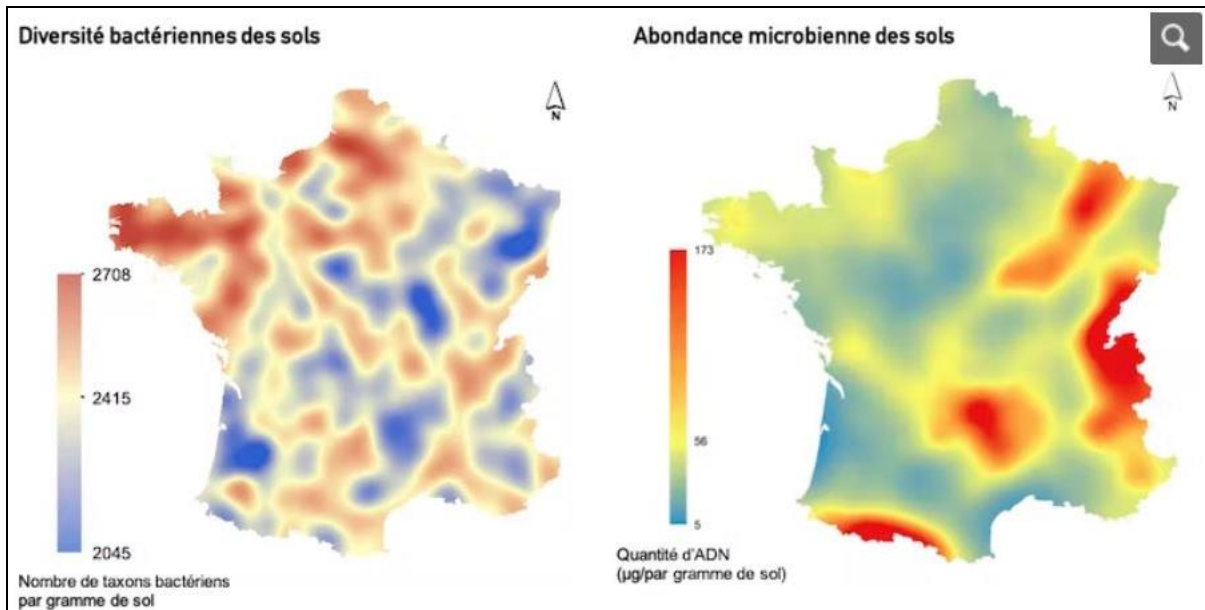 Diversité bactériennes des sols
N
2708
2415
2045
Nombre de taxons bactériens
par gramme de sol
Abondance microbienne des sols
N
173
56
5
Quantité d'ADN
(µg/par gramme de sol)